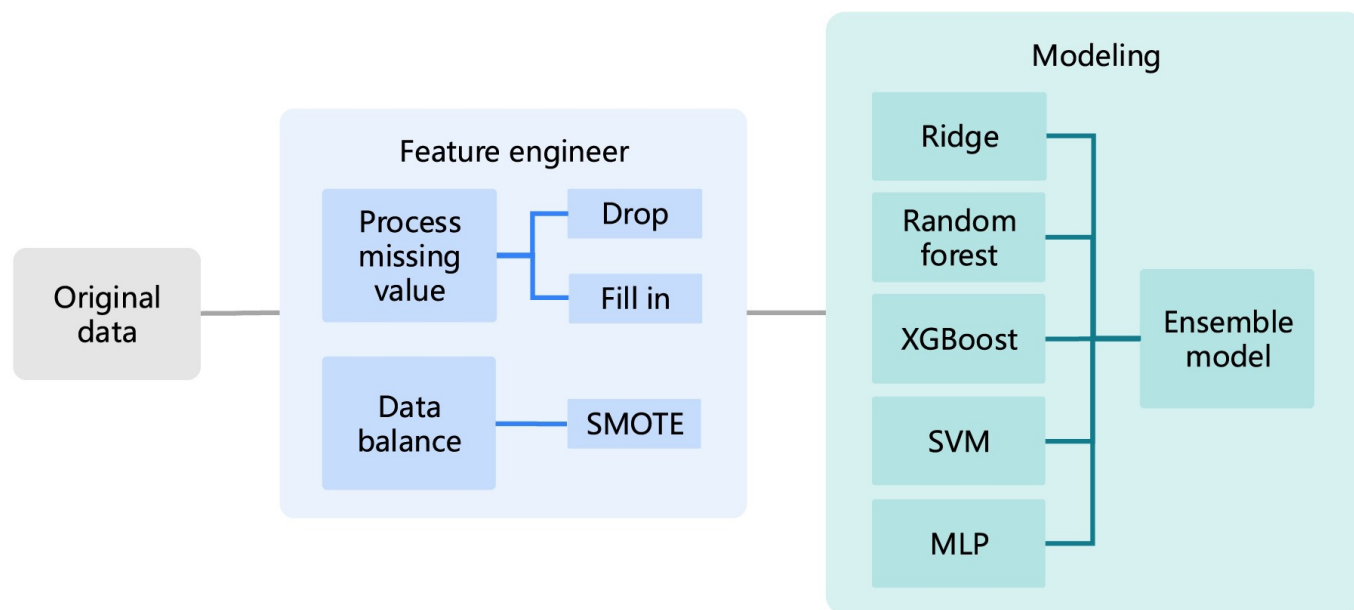 Original
data
Feature engineer
Process
missing
value
Drop
Fill in
Data
balance
SMOTE
Modeling
Ridge
Random
forest
XGBoost
SVM
MLP
Ensemble
model